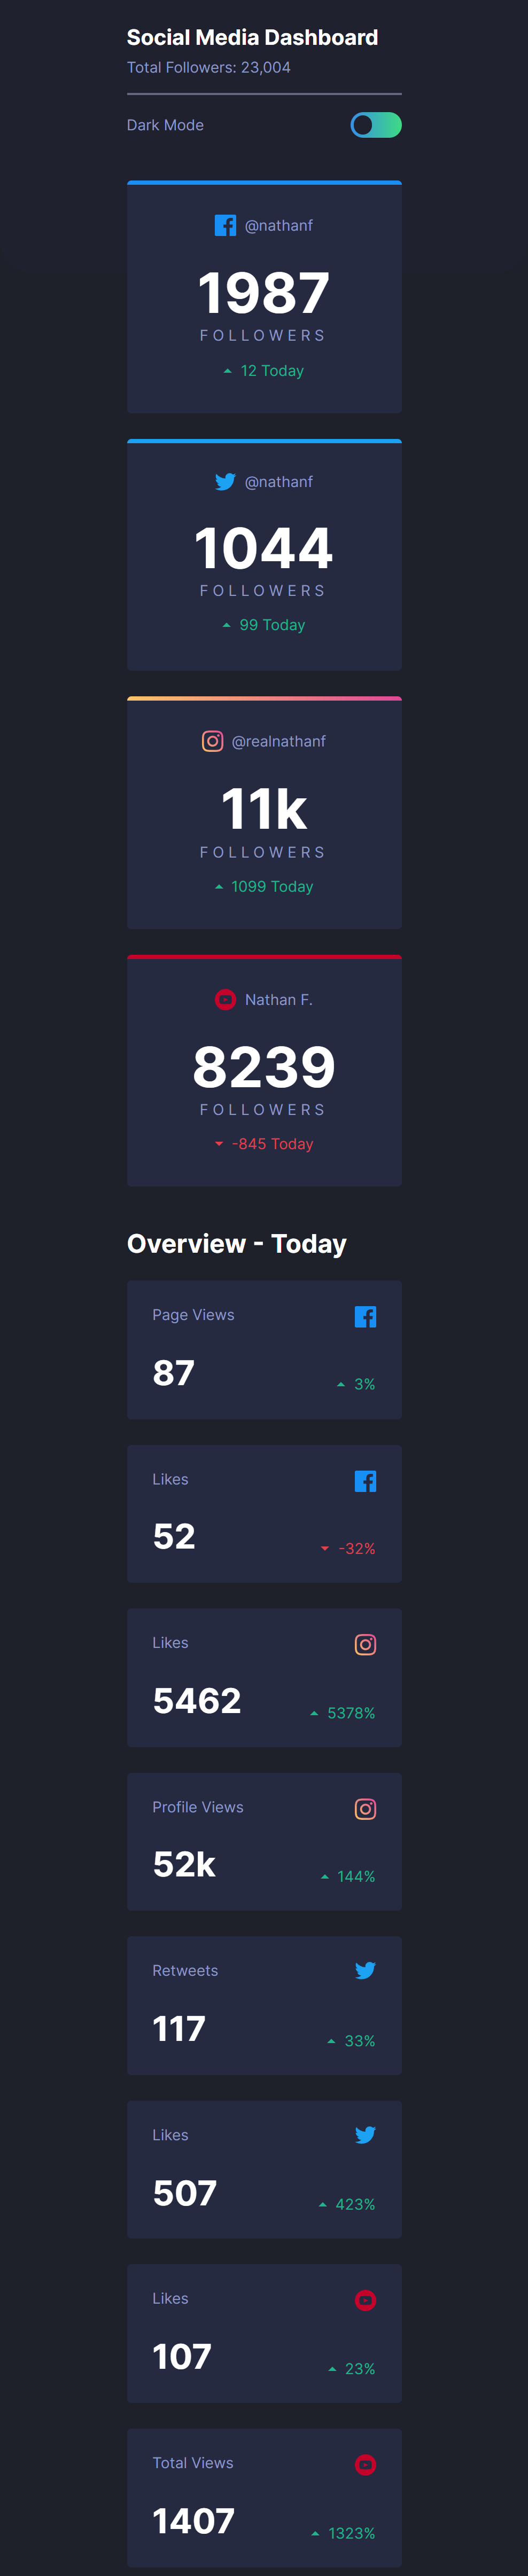 Social Media Dashboard
Total Followers: 23,004
Dark Mode
@nathanf
1987
FOLLOWERS
12 Today
@nathanf
1044
FOLLOWERS
99 Today
@realnathanf
11k
FOLLOWERS
1099 Today
Nathan F.
8239
FOLLOWERS
-845 Today
Overview - Today
Page Views
87
3%
Likes
52
-32%
Likes
5462
5378%
Profile Views
52k
144%
Retweets
117
33%
Likes
507
423%
Likes
107
23%
Total Views
1407
1323%